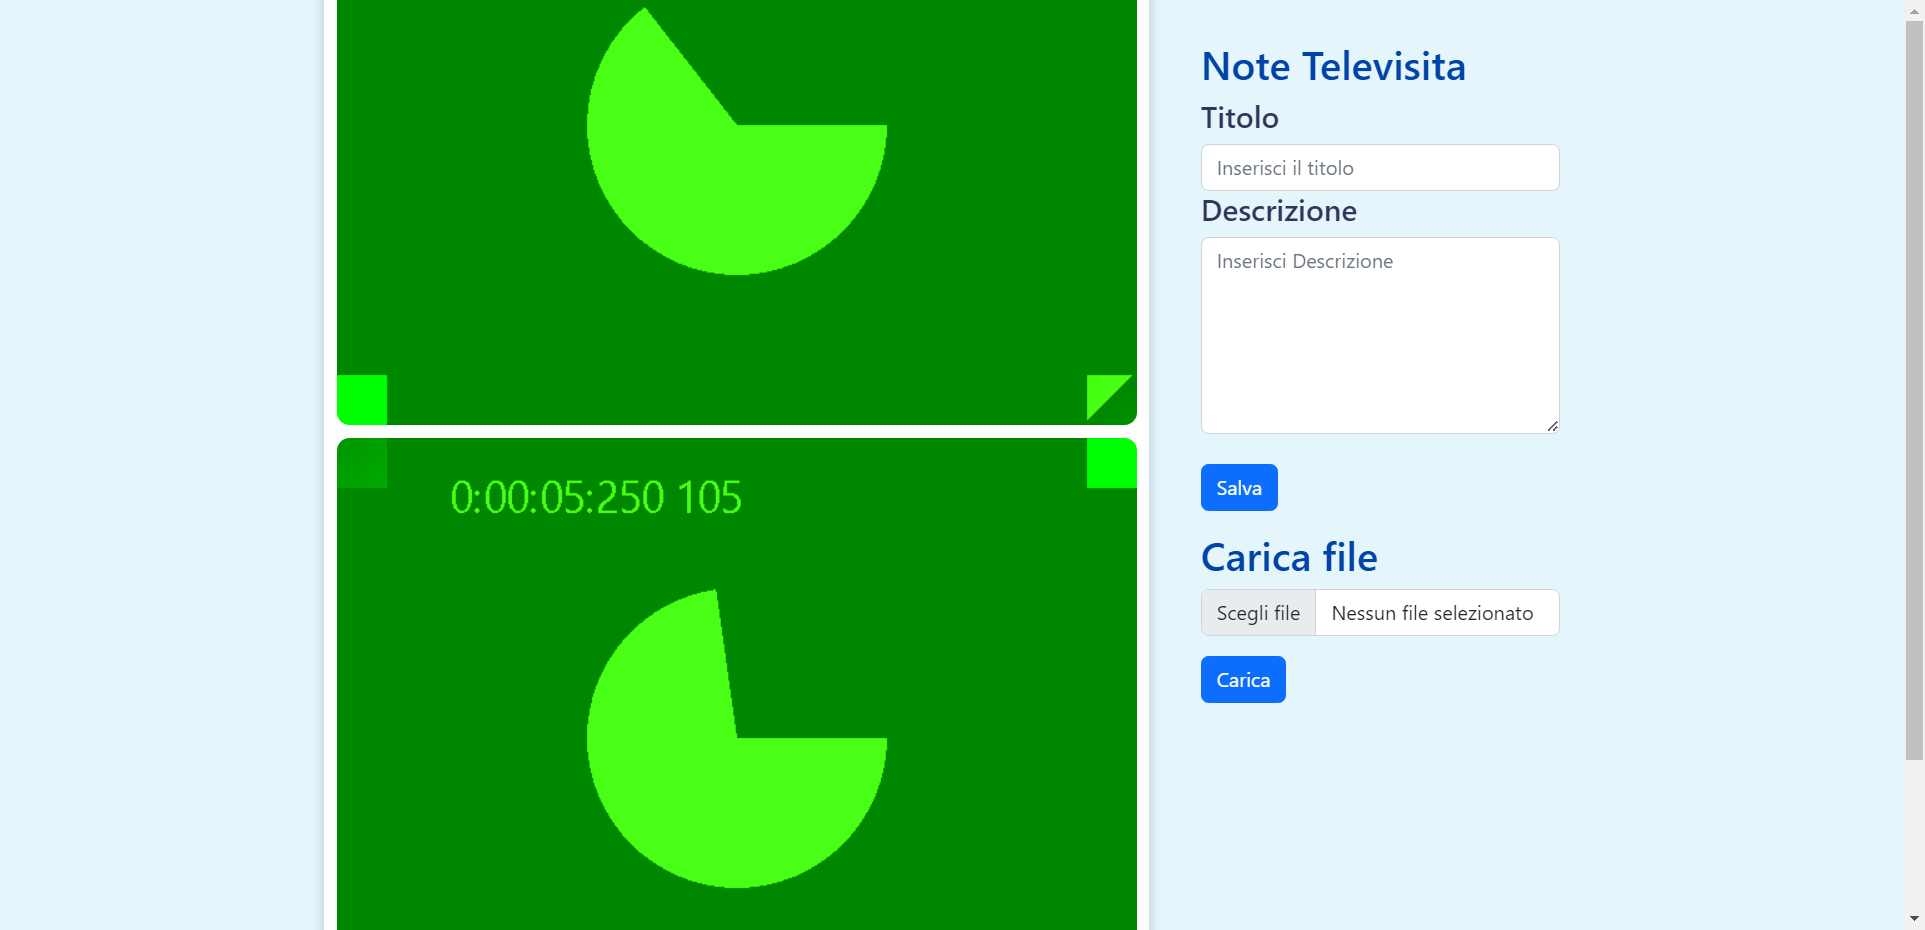 Note Televisita
Titolo
Inserisci il titolo
Descrizione
Inserisci Descrizione
Salva
Carica file
Scegli file Nessun file selezionato
Carica
0:00:05:250 105